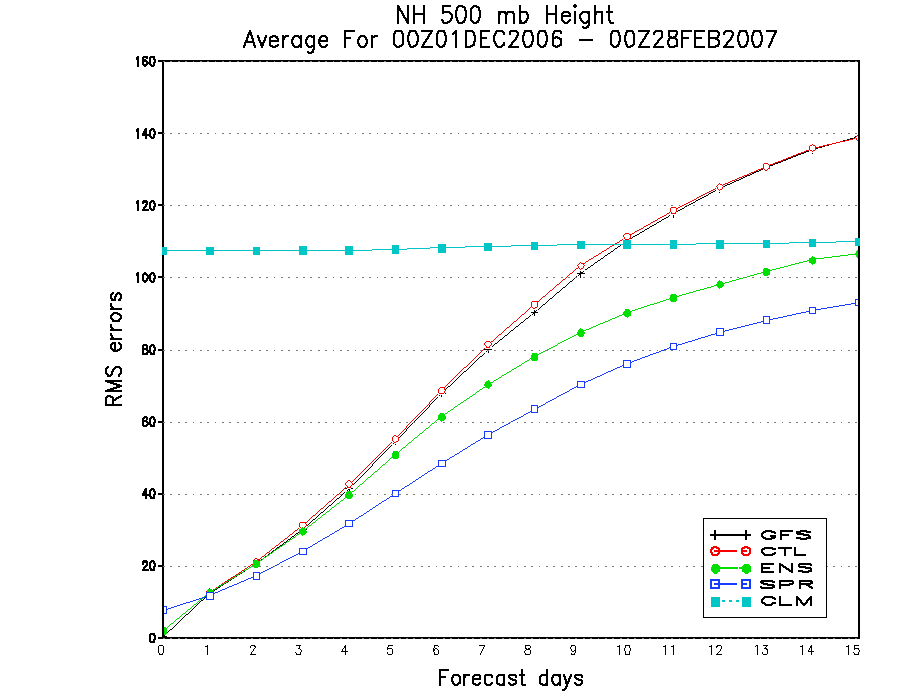 NH 500 mb Height
Average For 00Z01DEC2006 - 00Z28FEB2007
160
140
120
100
80
60
40
20
0
RMS errors
GFS
CTL
ENS
SPR
CLM
0 1 2 3 4 5 6 7 8 9 10 11 12 13 14 15
Forecast days